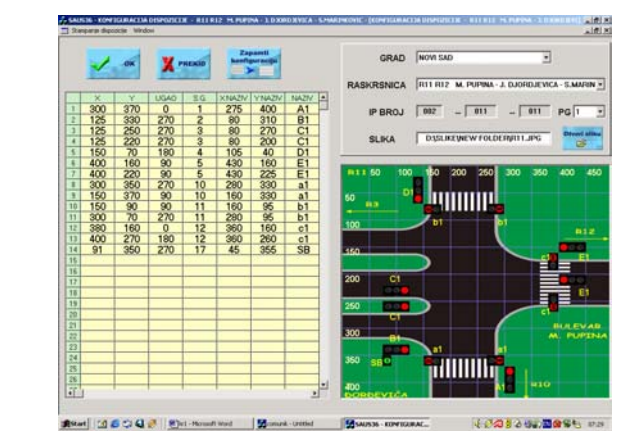 SAUS36 - KONFIGURACIJA DISPOZICIJE - R11 R12 M. PUPINA - J. DJORDJEVICA - S.MARINKOVIC - [KONFIGURACIJA DISPOZICIJE - R11 R12 M. PUPINA - J. DJORDJEVI]
Stampanje dispozicije Window
OK
PREKID
Zapamti konfiguraciju
GRAD NOVI SAD
RASKRSNICA R11 R12 M. PUPINA - J. DJORDJEVICA - S.MARIN
IP BROJ 002 - 011 - 011 PG 1
SLIKA D:\SLIKE\NEW FOLDER\R11.JPG
Otvori sliku
X Y UGAO S.G. X NAZIV Y NAZIV NAZIV
1 300 370 0 1 275 400 A1
2 125 330 270 2 80 310 B1
3 125 250 270 3 80 270 C1
4 125 220 270 3 80 200 C1
5 150 70 180 4 105 40 D1
6 400 160 90 5 430 160 E1
7 400 220 90 5 430 225 E1
8 300 350 270 10 280 330 a1
9 150 370 90 10 160 330 a1
10 150 90 90 11 160 95 b1
11 300 70 270 11 280 95 b1
12 380 160 0 12 360 160 c1
13 400 270 180 12 360 260 c1
14 91 350 270 17 45 355 SB
15
16
17
18
19
20
21
22
23
24
25
26
R11 50 100 150 200 250 300 350 400 450
D1
50
R3
b1 b1
100
R12
150
c1 E1
200 C1
E1
250
C1 c1
300
BULEVAR
M. PUPINA
B1
a1 a1
350
SB
A1 R10
400
DORĐEVIĆA
Start
le1 - Microsoft Word
comunk - Untitled
SAUS36 - KONFIGURAC...
07:29